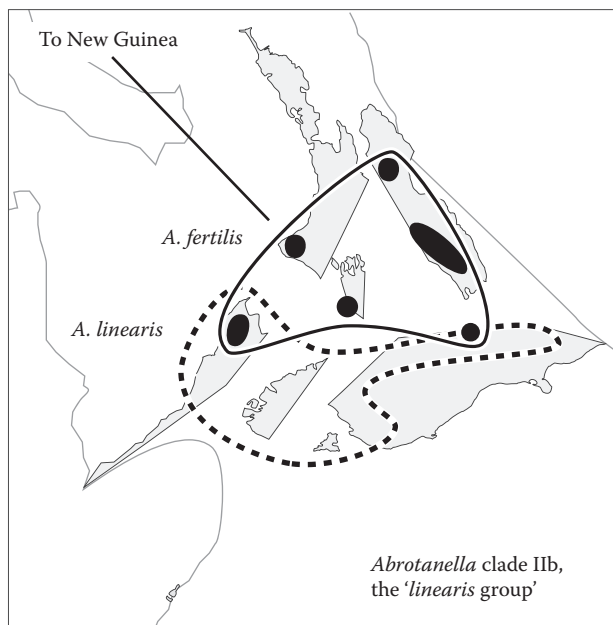 To New Guinea
A. fertilis
A. linearis
Abrotanella clade IIb,
the ‘linearis group’